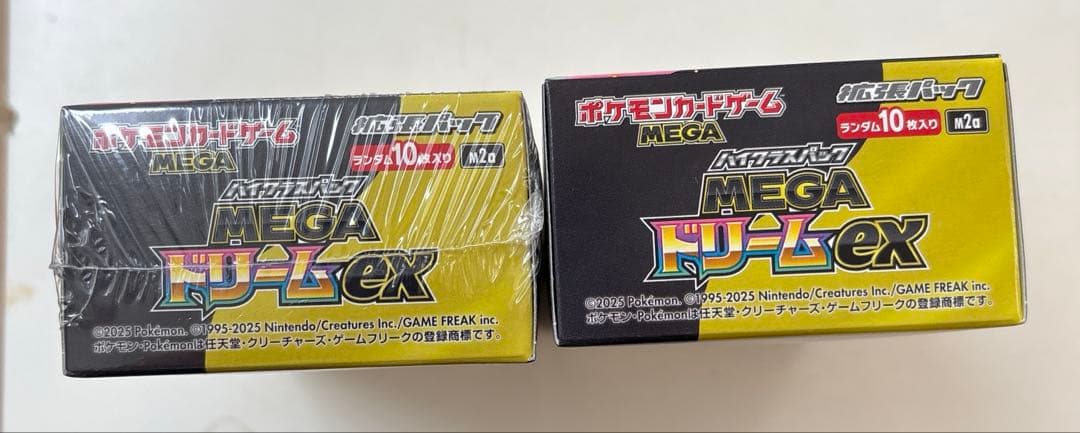 ポケモンカードゲーム
MEGA
拡張パック
ランダム10枚入り
M2a
ハイクラスパック
MEGA
ドリームex
©2025 Pokémon. ©1995-2025 Nintendo/Creatures Inc./GAME FREAK inc.
ポケモン・Pokémonは任天堂・クリーチャーズ・ゲームフリークの登録商標です。
ポケモンカードゲーム
MEGA
拡張パック
ランダム10枚入り
M2a
ハイクラスパック
MEGA
ドリームex
©2025 Pokémon. ©1995-2025 Nintendo/Creatures Inc./GAME FREAK inc.
ポケモン・Pokémonは任天堂・クリーチャーズ・ゲームフリークの登録商標です。